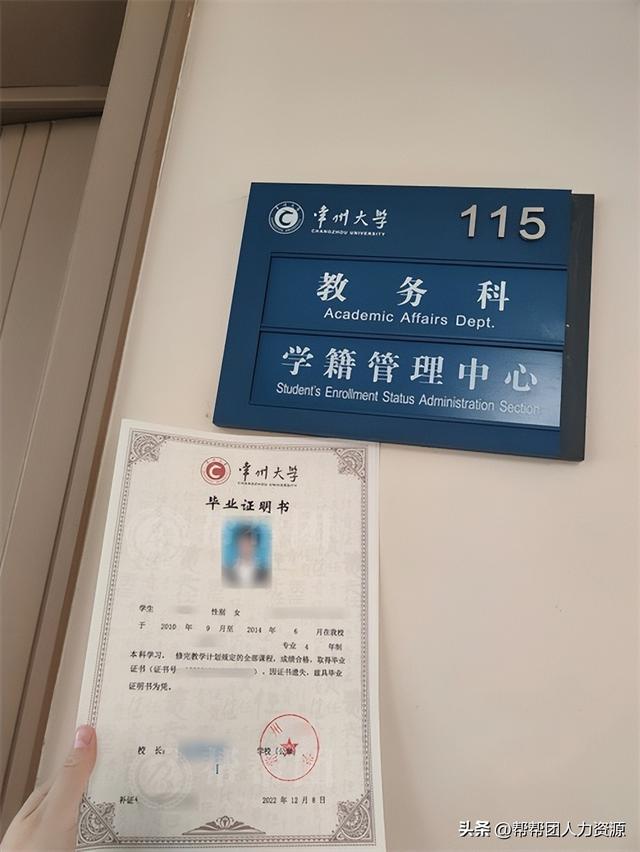 常州大学
CHANGZHOU UNIVERSITY
115
教务科
Academic Affairs Dept.
学籍管理中心
Student's Enrollment Status Administration Section
常州大学
CHANGZHOU UNIVERSITY
毕业证明书
学生 性别 女
于 2010 年 9 月至 2014 年 6 月在我校
专业 4 年制
本科学习, 修完教学计划规定的全部课程, 成绩合格, 取得毕业
证书 (证书号 ), 因证书遗失, 兹具毕业
证明书为凭。
校 长: 学校 (公章)
补证
2022 年 12 月 8 日
头条 @帮帮团人力资源